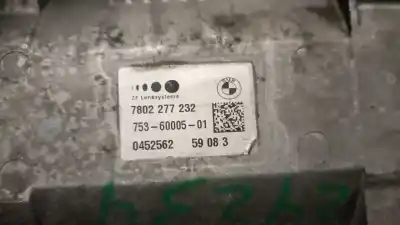 ZF Lenksysteme
7802 277 232
753-60005-01
0452562 59 08 3